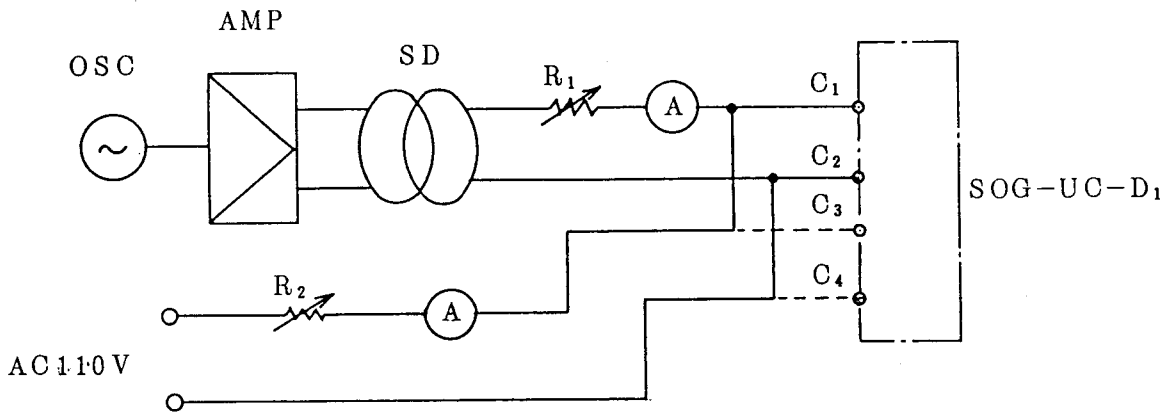 AMP
OSC
SD
R₁
A
C₁
C₂
SOG-UC-D₁
C₃
C₄
R₂
A
AC110V